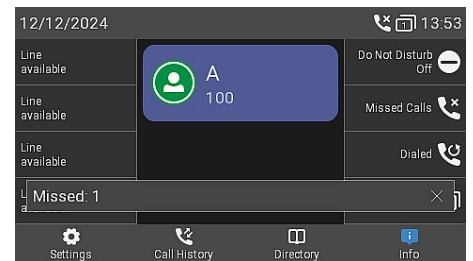 12/12/2024
1 13:53
Line
available
A
100
Do Not Disturb
Off
Line
available
Missed Calls
Line
available
Dialed
Missed: 1
Settings
Call History
Directory
Info